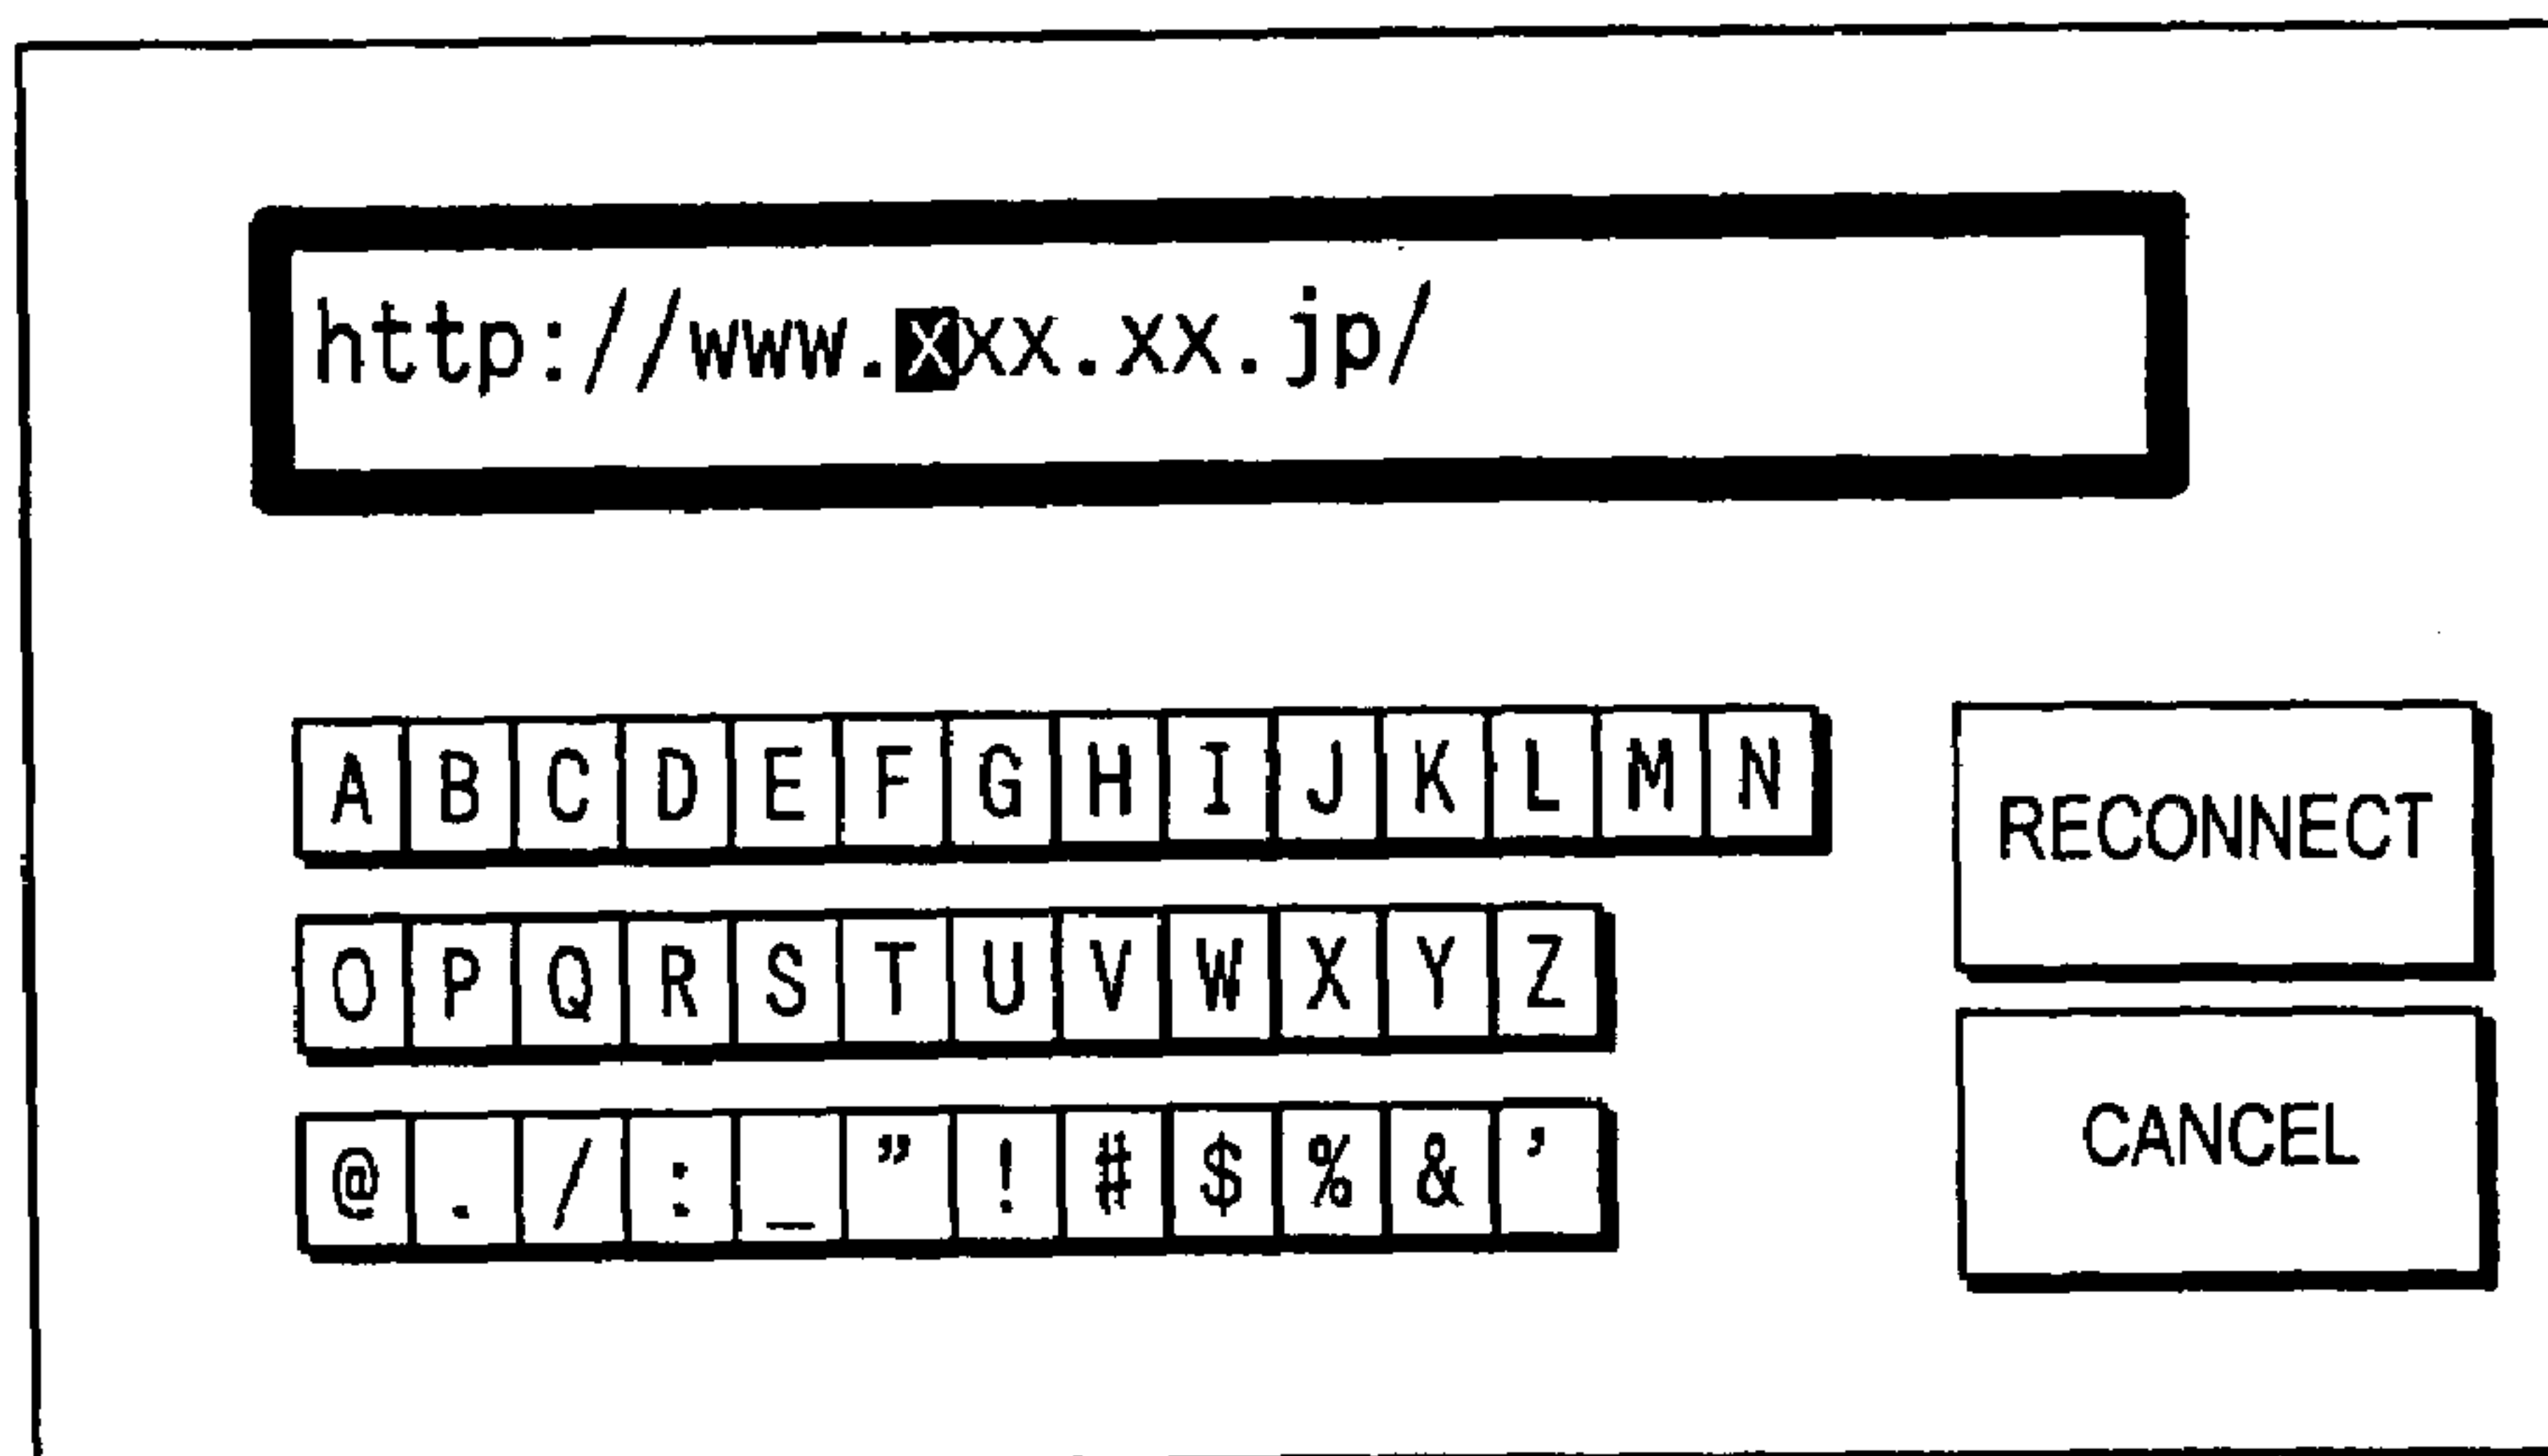 http://www.xxx.xx.jp/
A B C D E F G H I J K L M N
RECONNECT
O P Q R S T U V W X Y Z
@ . / : _ ” ! # $ % & ’
CANCEL